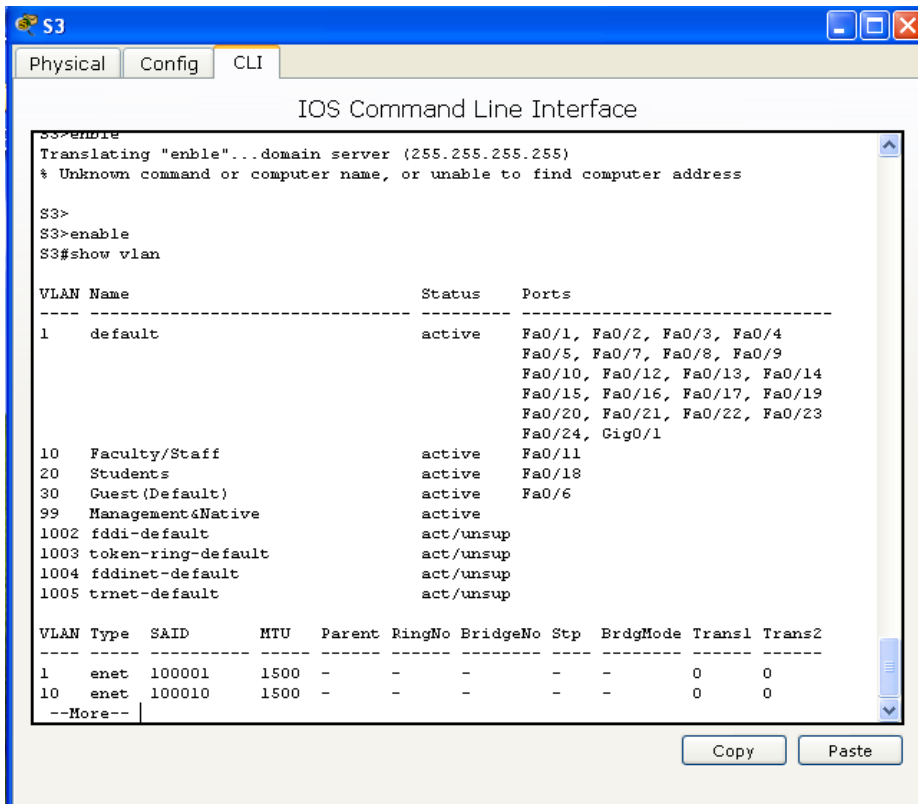 S3
Physical Config CLI
IOS Command Line Interface
S3>enble
Translating "enble"...domain server (255.255.255.255)
% Unknown command or computer name, or unable to find computer address
S3>
S3>enable
S3#show vlan
VLAN Name Status Ports
---- -------------------------------- --------- -------------------------------
1 default active Fa0/1, Fa0/2, Fa0/3, Fa0/4
Fa0/5, Fa0/7, Fa0/8, Fa0/9
Fa0/10, Fa0/12, Fa0/13, Fa0/14
Fa0/15, Fa0/16, Fa0/17, Fa0/19
Fa0/20, Fa0/21, Fa0/22, Fa0/23
Fa0/24, Gig0/1
10 Faculty/Staff active Fa0/11
20 Students active Fa0/18
30 Guest(Default) active Fa0/6
99 Management&Native active
1002 fddi-default act/unsup
1003 token-ring-default act/unsup
1004 fddinet-default act/unsup
1005 trnet-default act/unsup
VLAN Type SAID MTU Parent RingNo BridgeNo Stp BrdgMode Trans1 Trans2
---- ----- ---------- ----- ------ ------ -------- ---- -------- ------ ------
1 enet 100001 1500 - - - - - 0 0
10 enet 100010 1500 - - - - - 0 0
--More--
Copy Paste